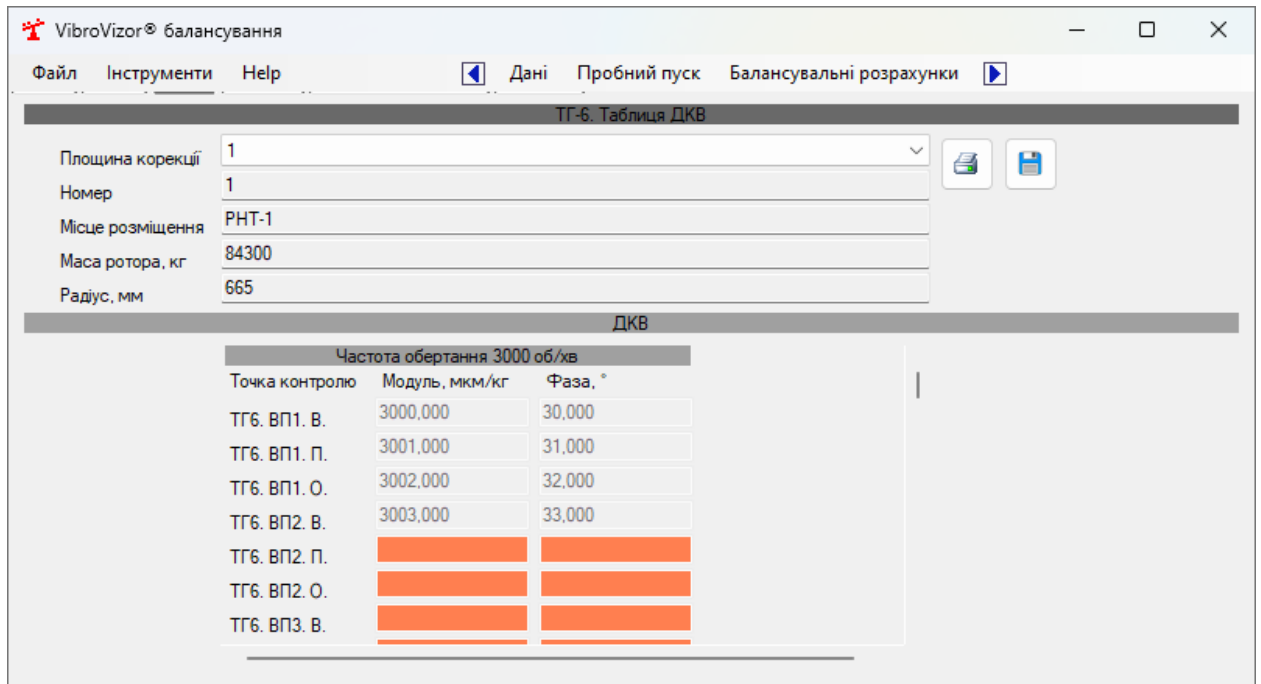 VibroVizor® балансування
Файл Інструменти Help Дані Пробний пуск Балансувальні розрахунки
ТГ-6. Таблиця ДКВ
Площина корекції 1
Номер 1
Місце розміщення РНТ-1
Маса ротора, кг 84300
Радіус, мм 665
ДКВ
Частота обертання 3000 об/хв
Точка контролю Модуль, мкм/кг Фаза, °
ТГ6. ВП1. В. 3000,000 30,000
ТГ6. ВП1. П. 3001,000 31,000
ТГ6. ВП1. О. 3002,000 32,000
ТГ6. ВП2. В. 3003,000 33,000
ТГ6. ВП2. П.
ТГ6. ВП2. О.
ТГ6. ВП3. В.